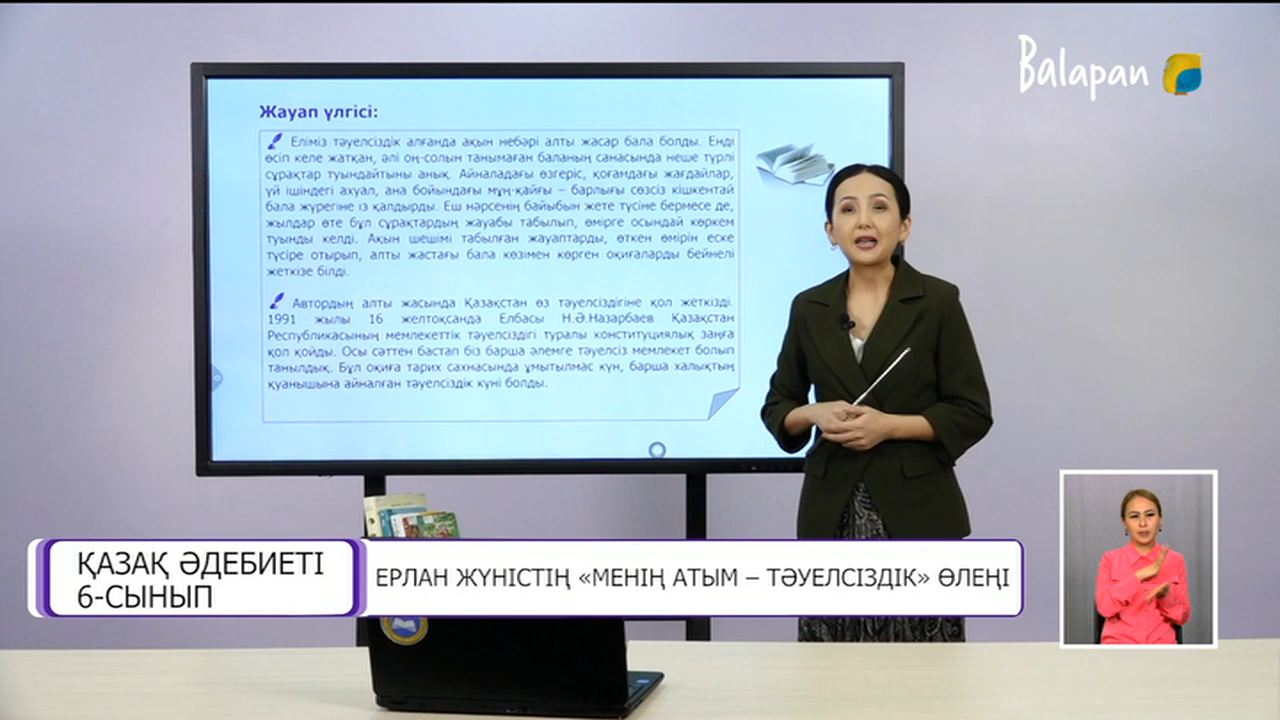 Balapan
Жауап үлгісі:
Еліміз тәуелсіздік алғанда ақын небәрі алты жасар бала болды. Енді
өсіп келе жатқан, әлі оң-солын танымаған баланың санасында неше түрлі
сұрақтар туындайтыны анық. Айналадағы өзгеріс, қоғамдағы жағдайлар,
үй ішіндегі ахуал, ана бойындағы мұң-қайғы – барлығы сөзсіз кішкентай
бала жүрегіне із қалдырды. Еш нәрсенің байыбын жете түсіне бермесе де,
жылдар өте бұл сұрақтардың жауабы табылып, өмірге осындай көркем
туынды келді. Ақын шешімі табылған жауаптарды, өткен өмірін еске
түсіре отырып, алты жастағы бала көзімен көрген оқиғаларды бейнелі
жеткізе білді.
Автордың алты жасында Қазақстан өз тәуелсіздігіне қол жеткізді.
1991 жылы 16 желтоқсанда Елбасы Н.Ә.Назарбаев Қазақстан
Республикасының мемлекеттік тәуелсіздігі туралы конституциялық заңға
қол қойды. Осы сәттен бастап біз барша әлемге тәуелсіз мемлекет болып
танылдық. Бұл оқиға тарих сахнасында ұмытылмас күн, барша халықтың
қуанышына айналған тәуелсіздік күні болды.
ҚАЗАҚ ӘДЕБИЕТІ
6-СЫНЫП
ЕРЛАН ЖҮНІСТІҢ «МЕНІҢ АТЫМ – ТӘУЕЛСІЗДІК» ӨЛЕҢІ